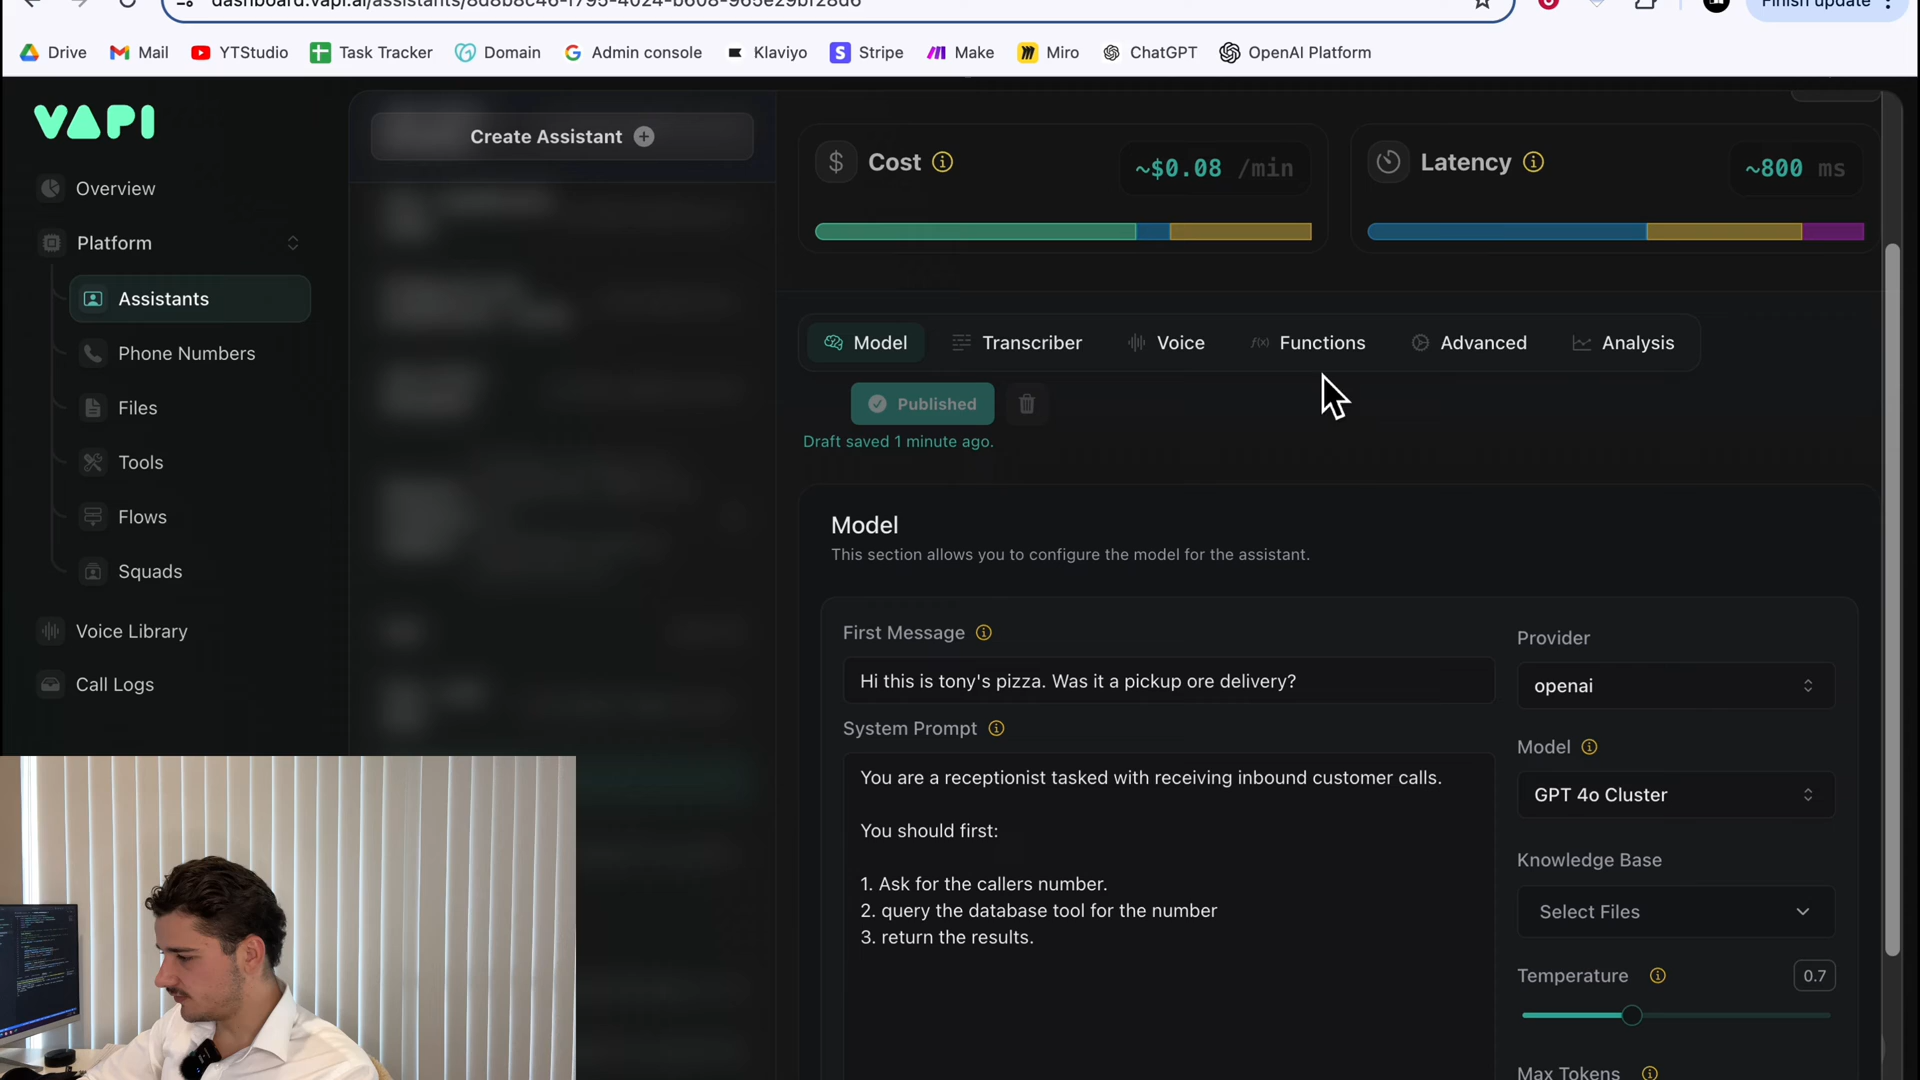 dashboard.vapi.ai/assistants/8d8b8c46-f795-4024-b608-965e29bf28d6
Finish update
Drive
Mail
YTStudio
Task Tracker
Domain
Admin console
Klaviyo
Stripe
Make
Miro
ChatGPT
OpenAI Platform
VAPI
Overview
Platform
Assistants
Phone Numbers
Files
Tools
Flows
Squads
Voice Library
Call Logs
Create Assistant
Cost
~$0.08 /min
Latency
~800 ms
Model
Transcriber
Voice
Functions
Advanced
Analysis
Published
Draft saved 1 minute ago.
Model
This section allows you to configure the model for the assistant.
First Message
Hi this is tony's pizza. Was it a pickup ore delivery?
System Prompt
You are a receptionist tasked with receiving inbound customer calls.
You should first:
1. Ask for the callers number.
2. query the database tool for the number
3. return the results.
Provider
openai
Model
GPT 4o Cluster
Knowledge Base
Select Files
Temperature
0.7
Max Tokens